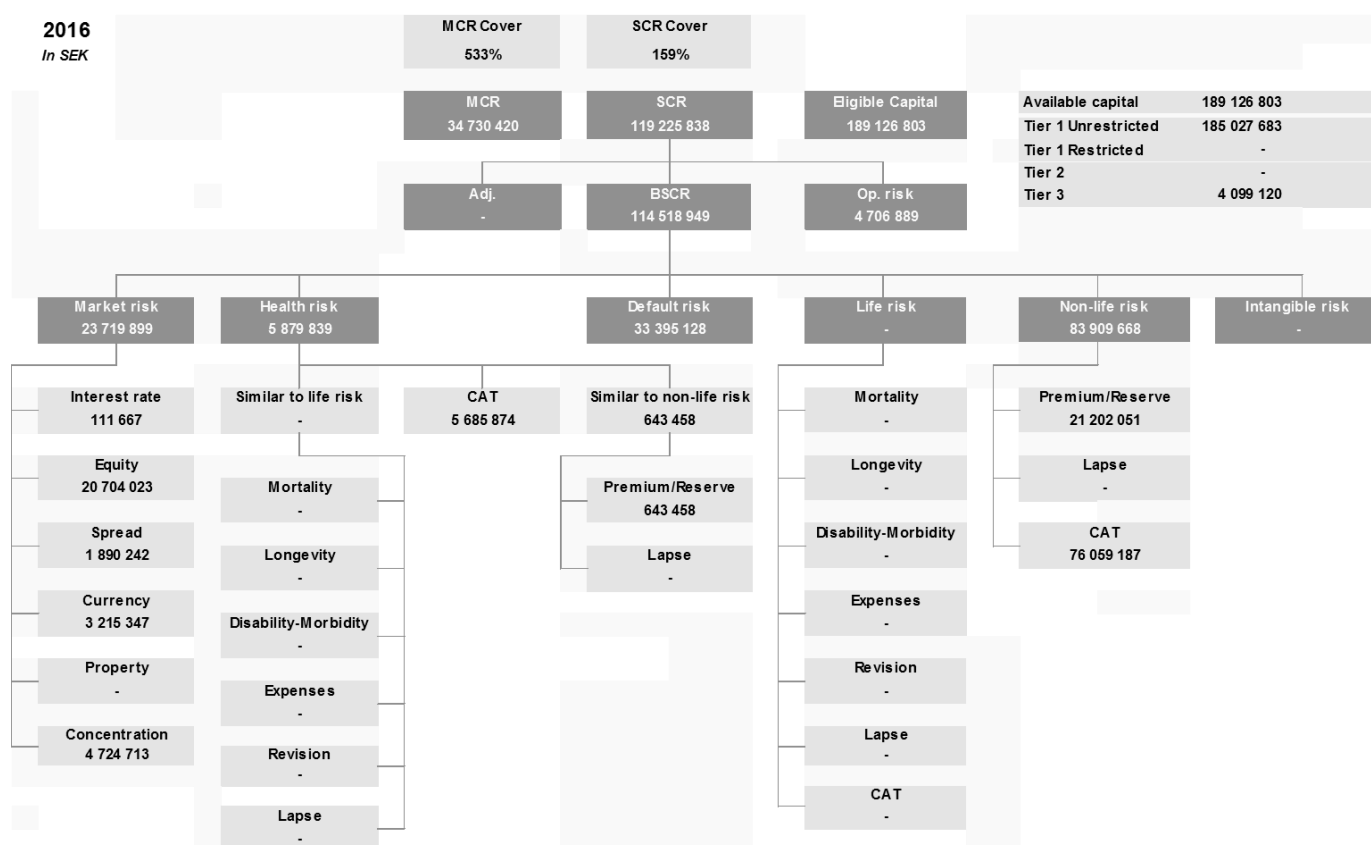 2016
In SEK
MCR Cover
533%
SCR Cover
159%
MCR
34 730 420
SCR
119 225 838
Eligible Capital
189 126 803
Available capital 189 126 803
Tier 1 Unrestricted 185 027 683
Tier 1 Restricted -
Tier 2 -
Tier 3 4 099 120
Adj.
-
BSCR
114 518 949
Op. risk
4 706 889
Market risk
23 719 899
Health risk
5 879 839
Default risk
33 395 128
Life risk
-
Non-life risk
83 909 668
Intangible risk
-
Interest rate
111 667
Equity
20 704 023
Spread
1 890 242
Currency
3 215 347
Property
-
Concentration
4 724 713
Similar to life risk
-
Mortality
-
Longevity
-
Disability-Morbidity
-
Expenses
-
Revision
-
Lapse
-
CAT
5 685 874
Similar to non-life risk
643 458
Premium/Reserve
643 458
Lapse
-
Mortality
-
Longevity
-
Disability-Morbidity
-
Expenses
-
Revision
-
Lapse
-
CAT
-
Premium/Reserve
21 202 051
Lapse
-
CAT
76 059 187